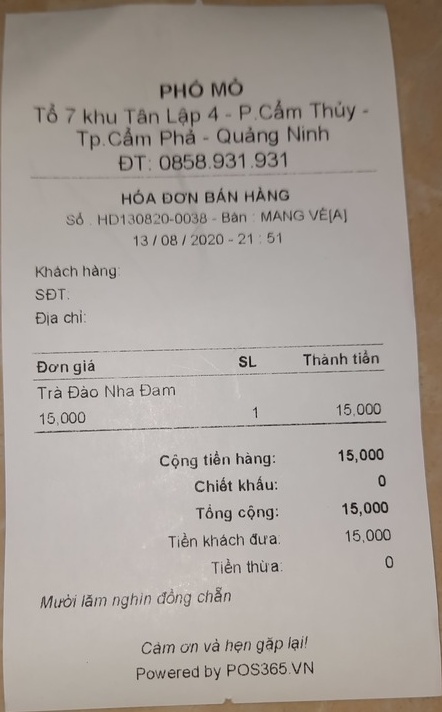 PHÓ MỎ
Tổ 7 khu Tân Lập 4 - P.Cẩm Thủy -
Tp.Cẩm Phả - Quảng Ninh
ĐT: 0858.931.931
HÓA ĐƠN BÁN HÀNG
Số : HD130820-0038 - Bàn : MANG VỀ[A]
13 / 08 / 2020 - 21 : 51
Khách hàng:
SĐT:
Địa chỉ:
Đơn giá SL Thành tiền
Trà Đào Nha Đam
15,000 1 15,000
Cộng tiền hàng: 15,000
Chiết khấu: 0
Tổng cộng: 15,000
Tiền khách đưa: 15,000
Tiền thừa: 0
Mười lăm nghìn đồng chẵn
Cảm ơn và hẹn gặp lại!
Powered by POS365.VN